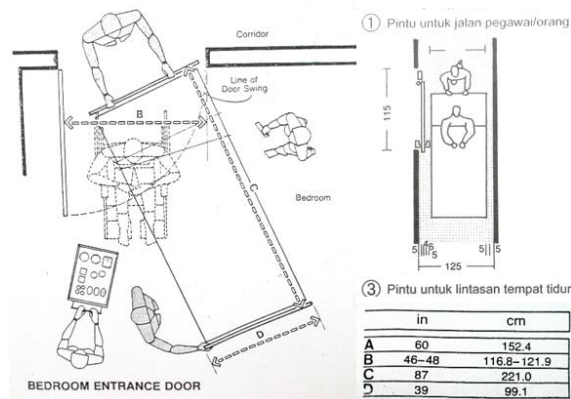 Corridor
Line of
Door Swing
B
C
Bedroom
D
BEDROOM ENTRANCE DOOR
1 Pintu untuk jalan pegawai/orang
115
5
5
5
125
3 Pintu untuk lintasan tempat tidur
in cm
A 60 152.4
B 46–48 116.8–121.9
C 87 221.0
D 39 99.1